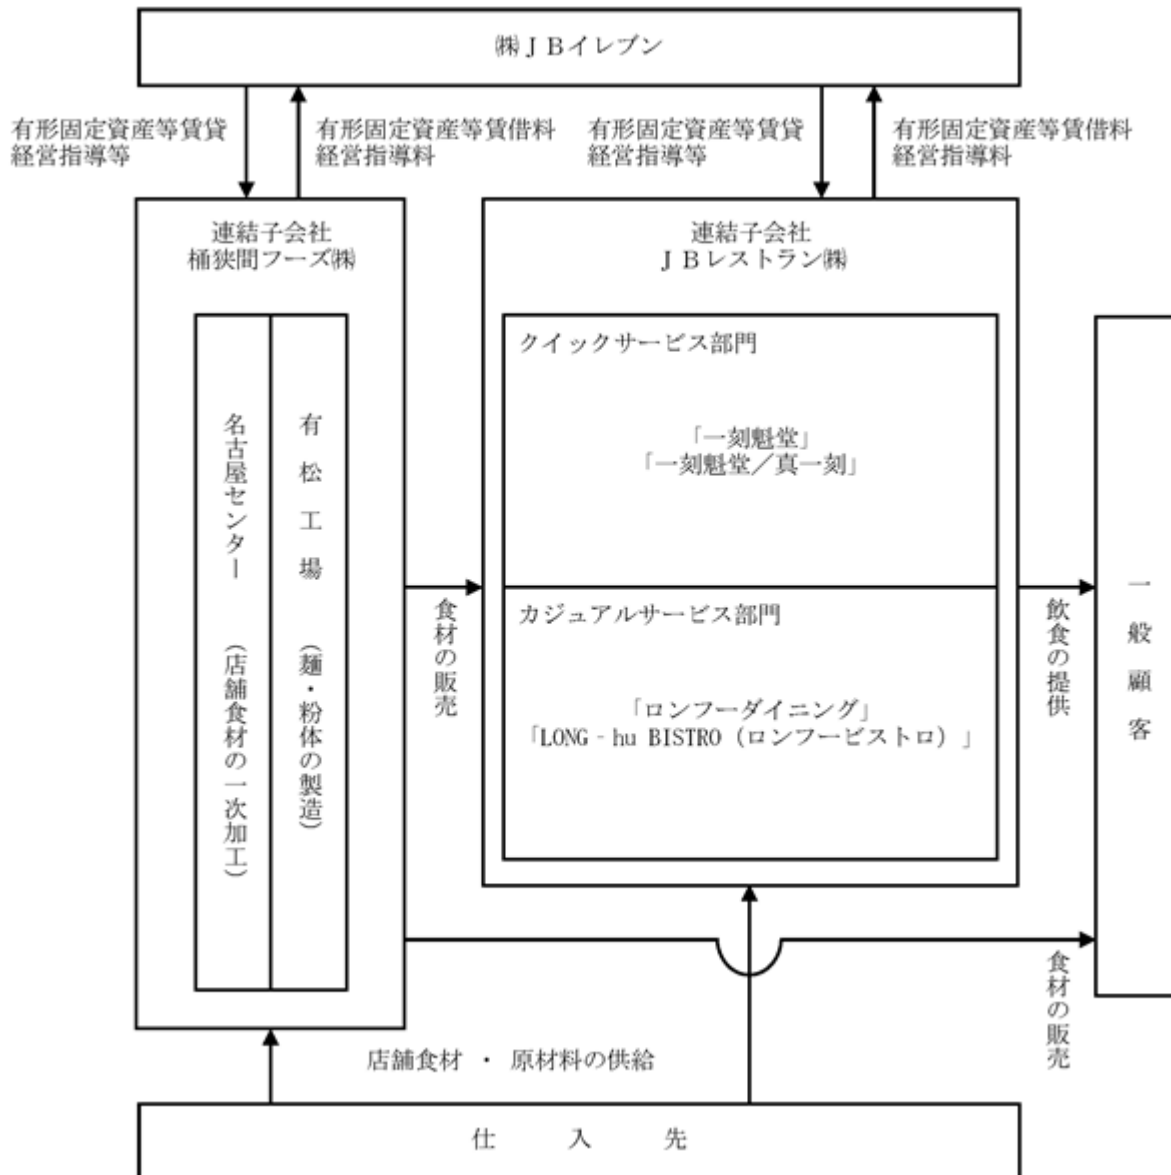 ㈱ＪＢイレブン
有形固定資産等賃貸
経営指導等
有形固定資産等賃借料
経営指導料
有形固定資産等賃貸
経営指導等
有形固定資産等賃借料
経営指導料
連結子会社
桶狭間フーズ㈱
有松工場 （麺・粉体の製造）
名古屋センター （店舗食材の一次加工）
食材の販売
連結子会社
ＪＢレストラン㈱
クイックサービス部門
「一刻魁堂」
「一刻魁堂／真一刻」
カジュアルサービス部門
「ロンフーダイニング」
「LONG‐hu BISTRO（ロンフービストロ）」
飲食の提供
一般顧客
食材の販売
店舗食材 ・ 原材料の供給
仕入先